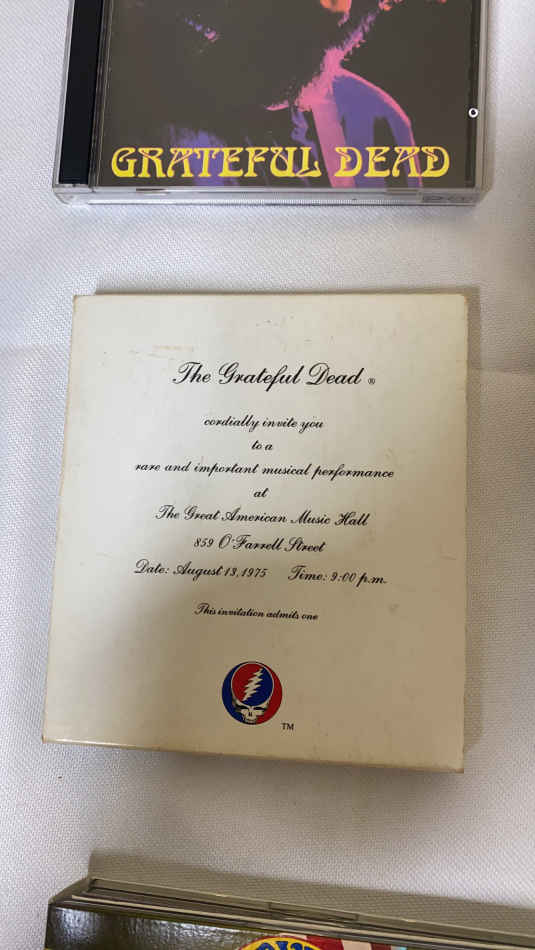 GRATEFUL DEAD
The Grateful Dead ®
cordially invite you
to a
rare and important musical performance
at
The Great American Music Hall
859 O'Farrell Street
Date: August 13, 1975 Time: 9:00 p.m.
This invitation admits one
TM